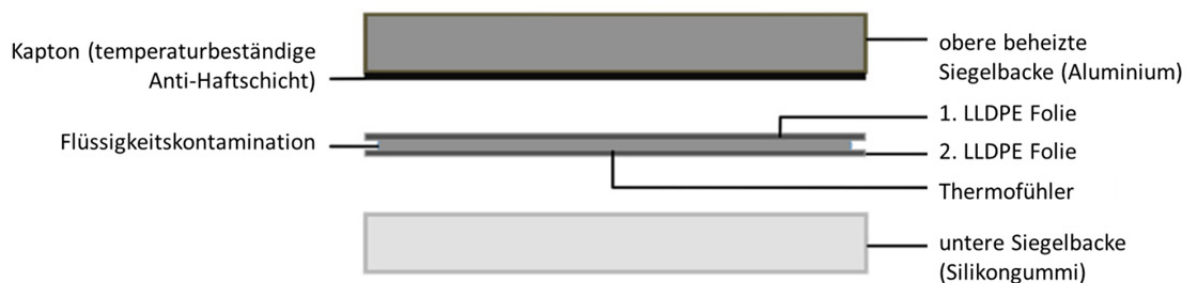 Kapton (temperaturbeständige
Anti-Haftschicht)
Flüssigkeitskontamination
obere beheizte
Siegelbacke (Aluminium)
1. LLDPE Folie
2. LLDPE Folie
Thermofühler
untere Siegelbacke
(Silikongummi)